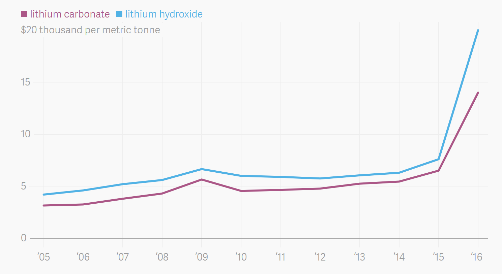 lithium carbonate lithium hydroxide
$20 thousand per metric tonne
15
10
5
0
'05 '06 '07 '08 '09 '10 '11 '12 '13 '14 '15 '16